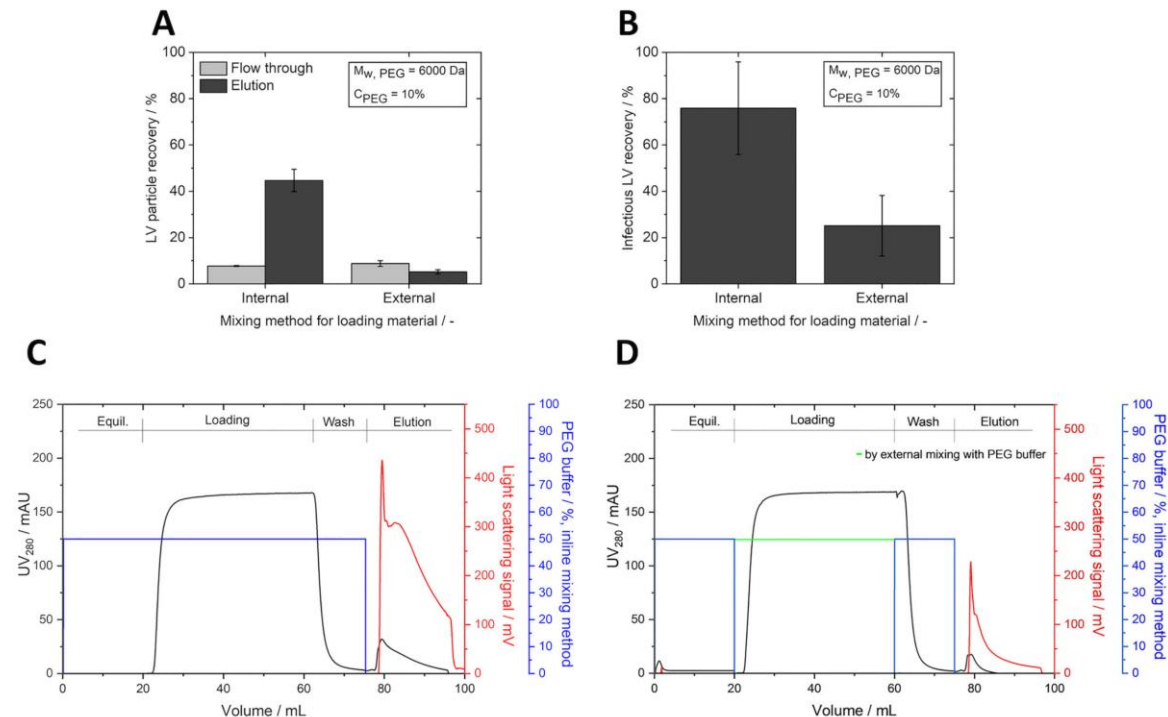 A
LV particle recovery / %
100
80
60
40
20
0
Flow through
Elution
Mw, PEG = 6000 Da
CPEG = 10%
Internal
External
Mixing method for loading material / -
B
Infectious LV recovery / %
100
80
60
40
20
0
Mw, PEG = 6000 Da
CPEG = 10%
Internal
External
Mixing method for loading material / -
C
UV280 / mAU
250
200
150
100
50
0
Equil.
Loading
Wash
Elution
0 20 40 60 80 100
Volume / mL
500
400
300
200
100
0
Light scattering signal / mV
100
90
80
70
60
50
40
30
20
10
0
PEG buffer / %, inline mixing method
D
UV280 / mAU
250
200
150
100
50
0
Equil.
Loading
Wash
Elution
by external mixing with PEG buffer
0 20 40 60 80 100
Volume / mL
500
400
300
200
100
0
Light scattering signal / mV
100
90
80
70
60
50
40
30
20
10
0
PEG buffer / %, inline mixing method